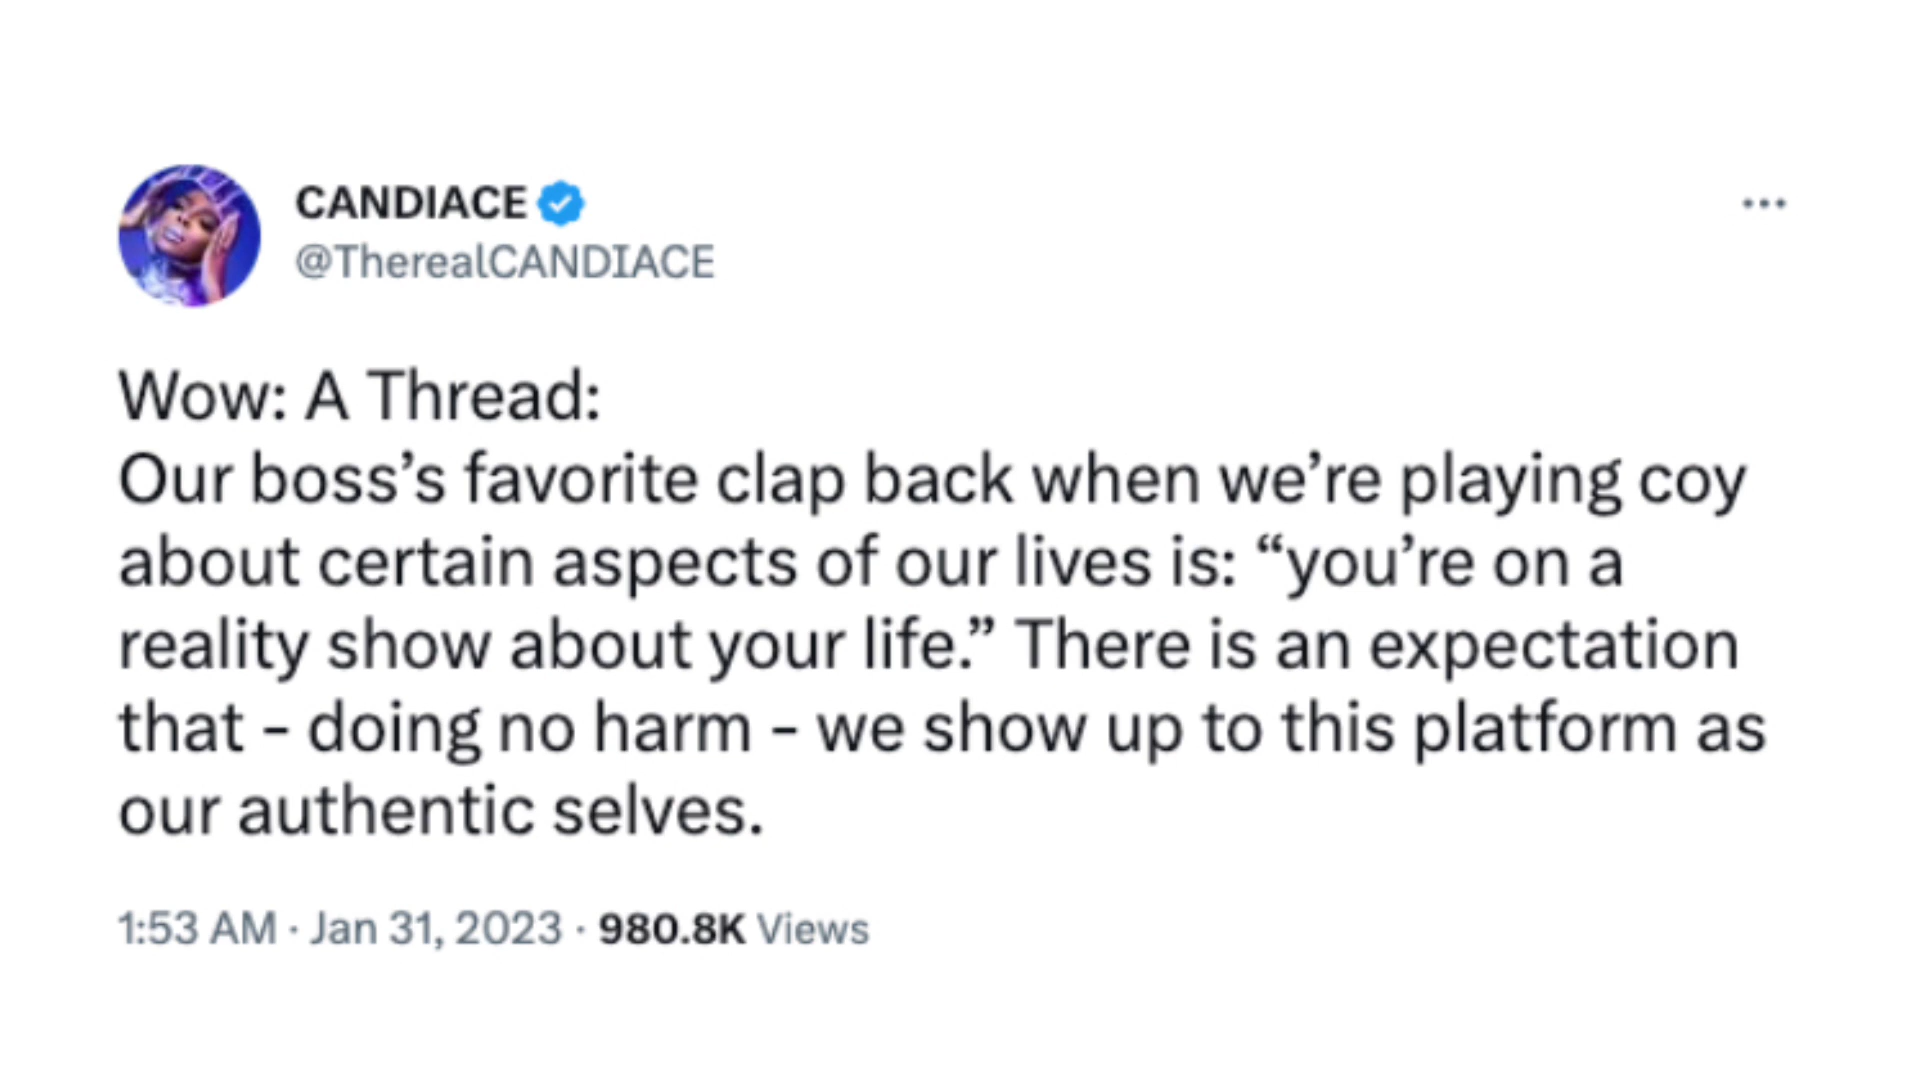 CANDIACE
@TherealCANDIACE
Wow: A Thread:
Our boss’s favorite clap back when we’re playing coy
about certain aspects of our lives is: “you’re on a
reality show about your life.” There is an expectation
that - doing no harm - we show up to this platform as
our authentic selves.
1:53 AM · Jan 31, 2023 · 980.8K Views